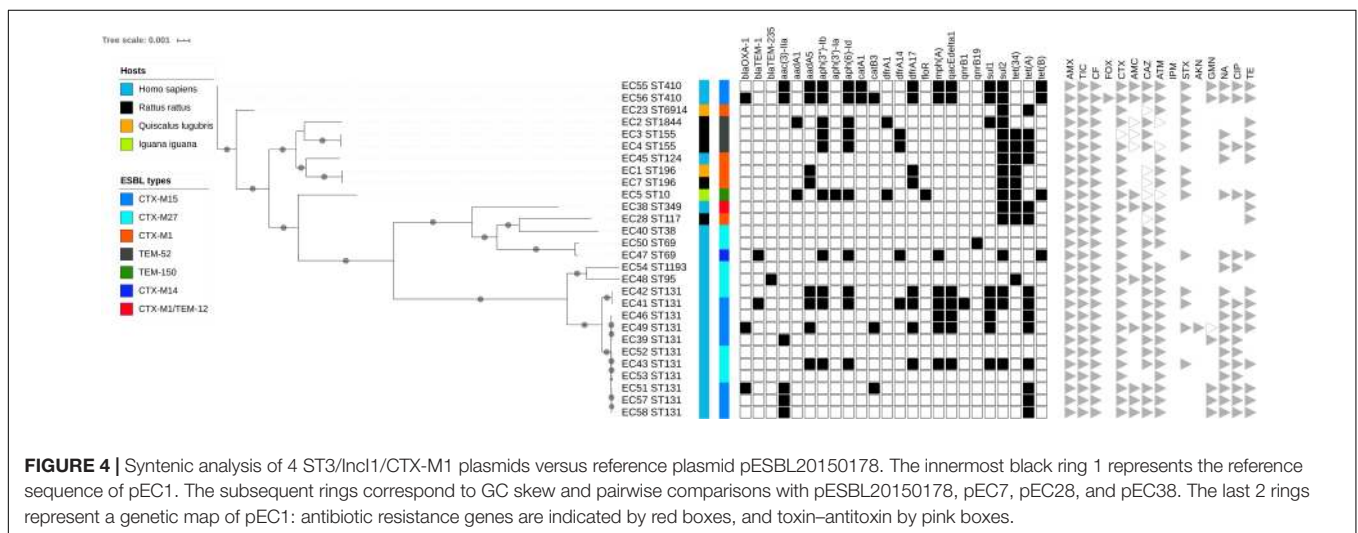 Tree scale: 0.001
Hosts
Homo sapiens
Rattus rattus
Quiscalus lugubris
Iguana iguana
ESBL types
CTX-M15
CTX-M27
CTX-M1
TEM-52
TEM-150
CTX-M14
CTX-M1/TEM-12
blaOXA-1
blaTEM-1
blaTEM-235
aac(3)-IIa
aadA1
aadA5
aph(3")-Ib
aph(3')-Ia
aph(6)-Id
catA1
catB3
dfrA1
dfrA14
dfrA17
floR
mph(A)
qacEdelta1
qnrB1
qnrB19
sul1
sul2
tet(34)
tet(A)
tet(B)
AMX
TIC
CF
FOX
CTX
AMC
CAZ
ATM
IPM
STX
AKN
GMN
NA
CIP
TE
EC55 ST410
EC56 ST410
EC23 ST6914
EC2 ST1844
EC3 ST155
EC4 ST155
EC45 ST124
EC1 ST196
EC7 ST196
EC5 ST10
EC38 ST349
EC28 ST117
EC40 ST38
EC50 ST69
EC47 ST69
EC54 ST1193
EC48 ST95
EC42 ST131
EC41 ST131
EC46 ST131
EC49 ST131
EC39 ST131
EC52 ST131
EC43 ST131
EC53 ST131
EC51 ST131
EC57 ST131
EC58 ST131
FIGURE 4 | Syntenic analysis of 4 ST3/IncI1/CTX-M1 plasmids versus reference plasmid pESBL20150178. The innermost black ring 1 represents the reference
sequence of pEC1. The subsequent rings correspond to GC skew and pairwise comparisons with pESBL20150178, pEC7, pEC28, and pEC38. The last 2 rings
represent a genetic map of pEC1: antibiotic resistance genes are indicated by red boxes, and toxin–antitoxin by pink boxes.